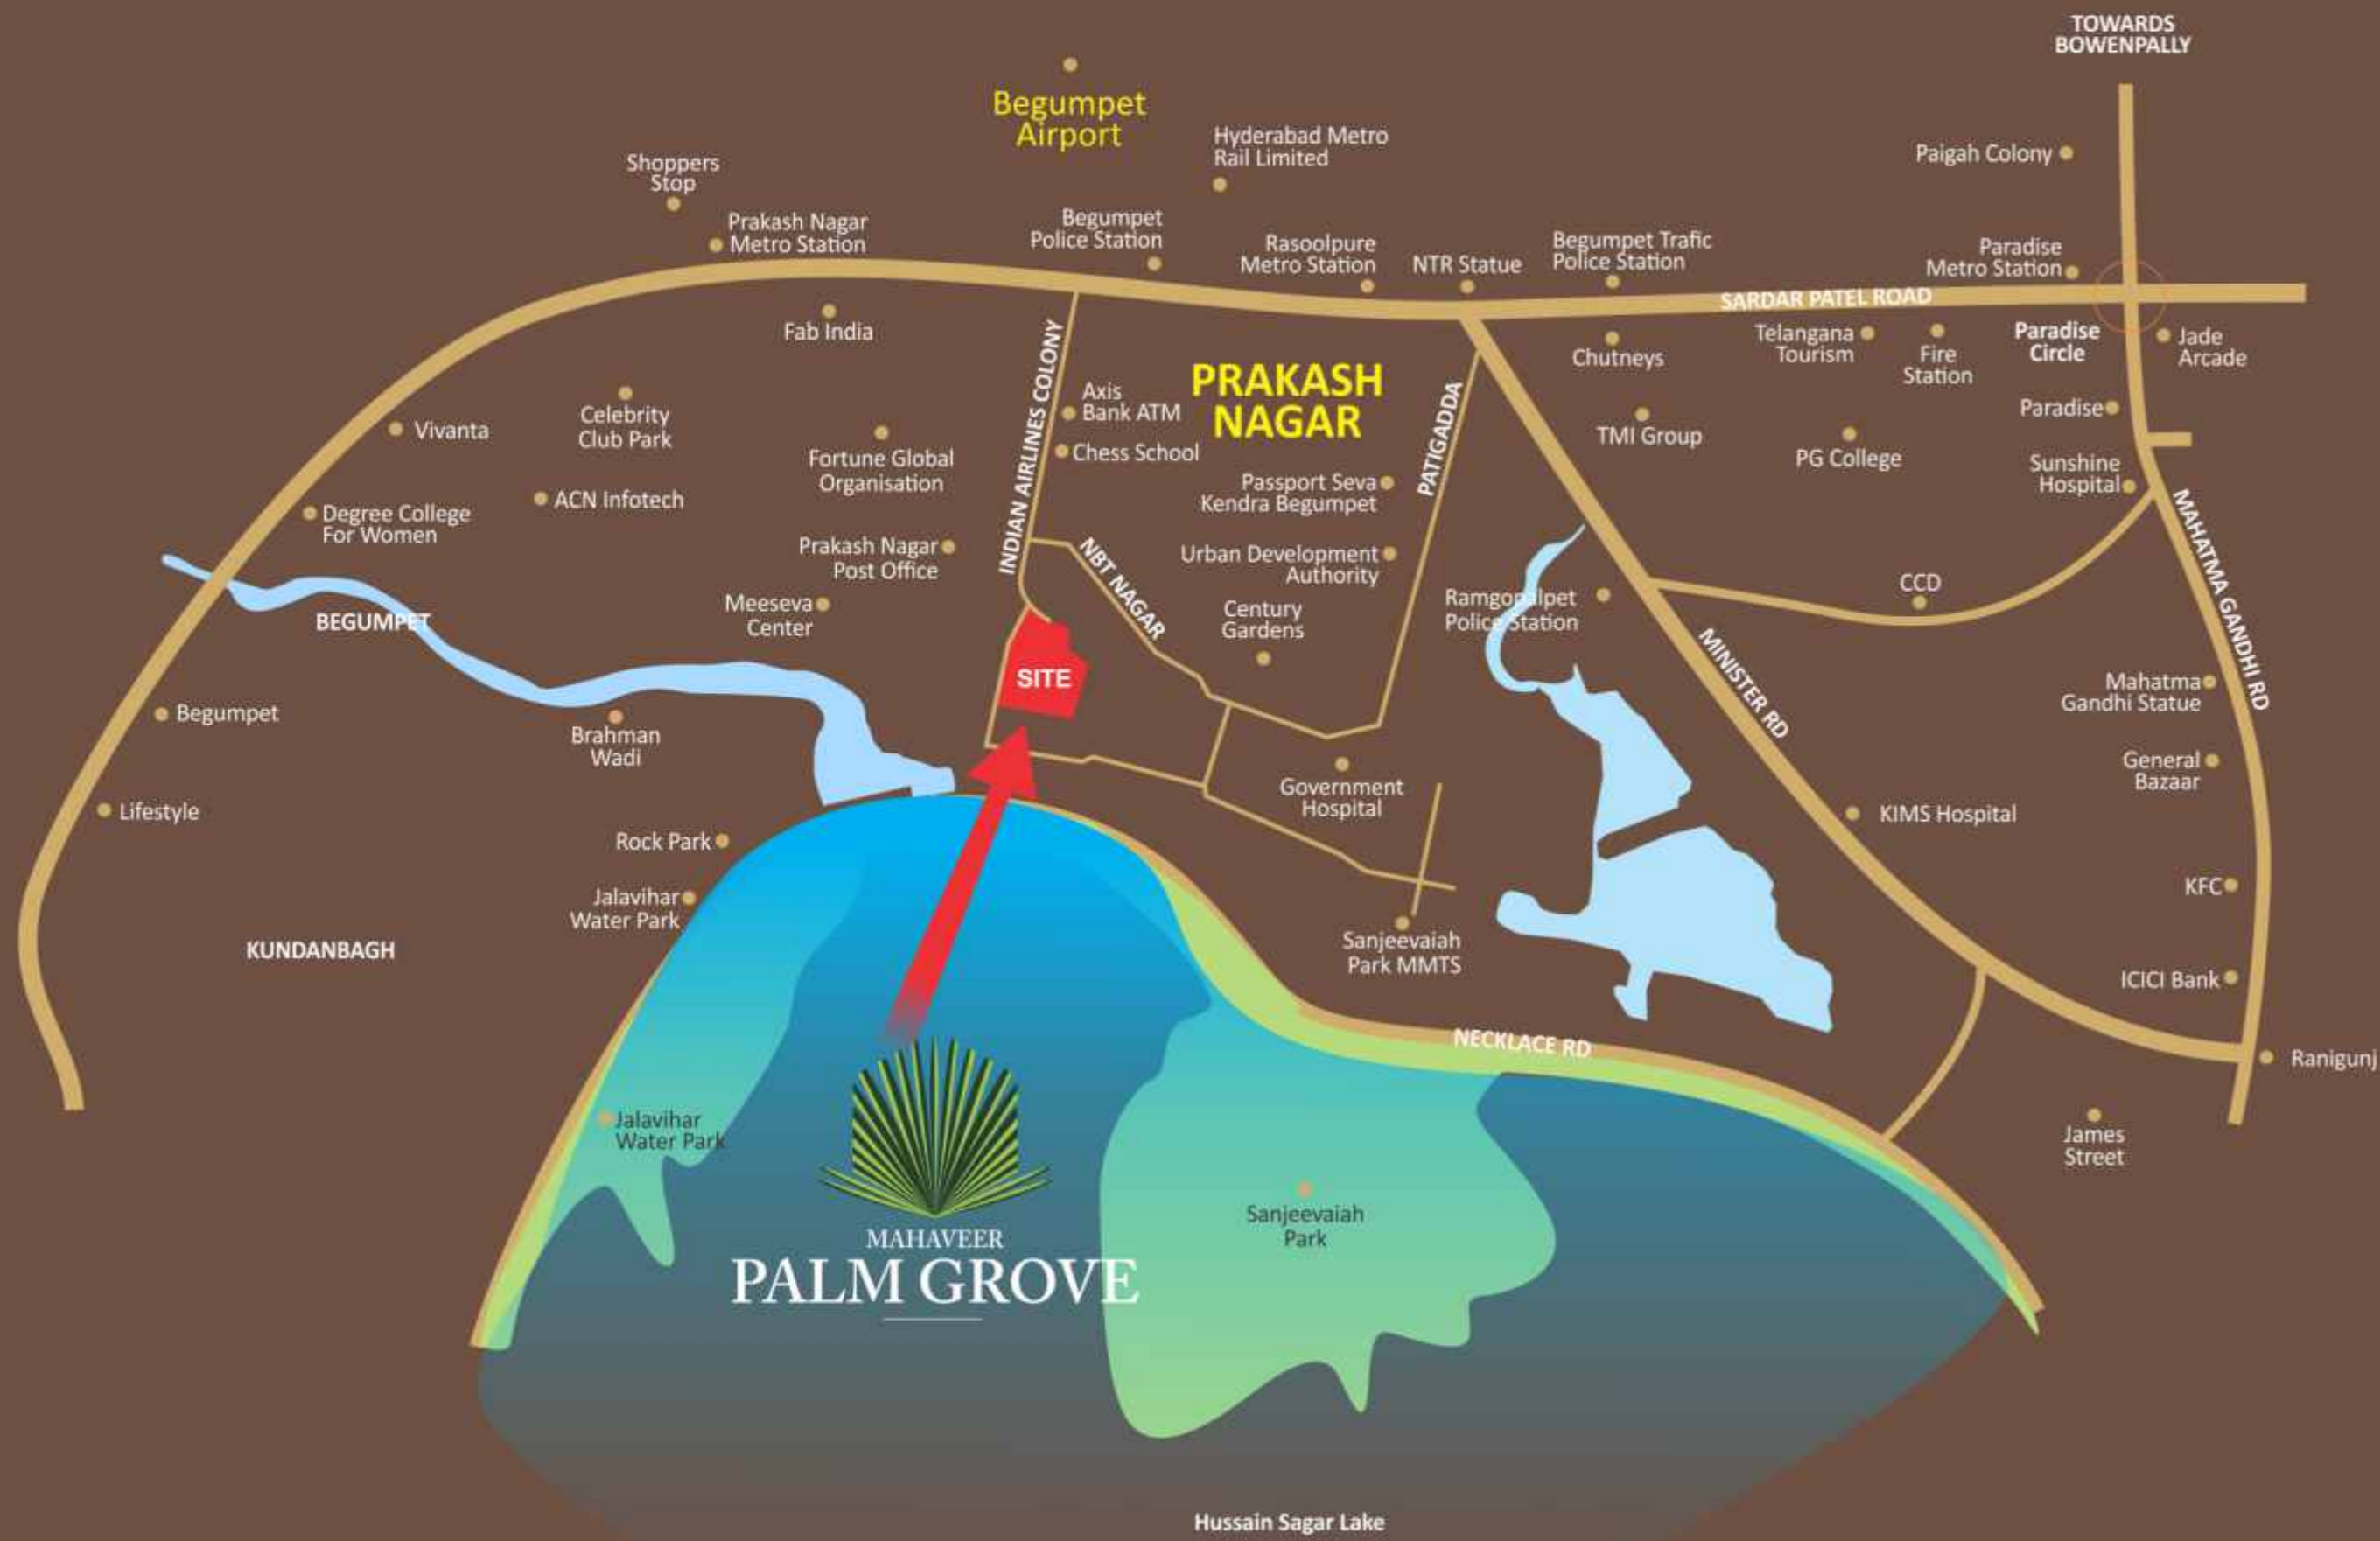 TOWARDS
BOWENPALLY
Begumpet
Airport
Hyderabad Metro
Rail Limited
Paigah Colony
Shoppers
Stop
Prakash Nagar
Metro Station
Begumpet
Police Station
Rasoolpure
Metro Station
NTR Statue
Begumpet Trafic
Police Station
Paradise
Metro Station
SARDAR PATEL ROAD
Fab India
Chutneys
Telangana
Tourism
Fire
Station
Paradise
Circle
Jade
Arcade
INDIAN AIRLINES COLONY
Axis
Bank ATM
PRAKASH
NAGAR
PATIGADDA
Paradise
Vivanta
Celebrity
Club Park
Fortune Global
Organisation
Chess School
TMI Group
PG College
Sunshine
Hospital
Passport Seva
Kendra Begumpet
Degree College
For Women
ACN Infotech
MAHATMA GANDHI RD
Prakash Nagar
Post Office
NBT NAGAR
Urban Development
Authority
Meeseva
Center
Century
Gardens
Ramgopalpet
Police Station
CCD
BEGUMPET
SITE
MINISTER RD
Mahatma
Gandhi Statue
Begumpet
Brahman
Wadi
General
Bazaar
Government
Hospital
Lifestyle
KIMS Hospital
Rock Park
Jalavihar
Water Park
KFC
KUNDANBAGH
Sanjeevaiah
Park MMTS
ICICI Bank
NECKLACE RD
Ranigunj
Jalavihar
Water Park
James
Street
Sanjeevaiah
Park
MAHAVEER
PALM GROVE
Hussain Sagar Lake